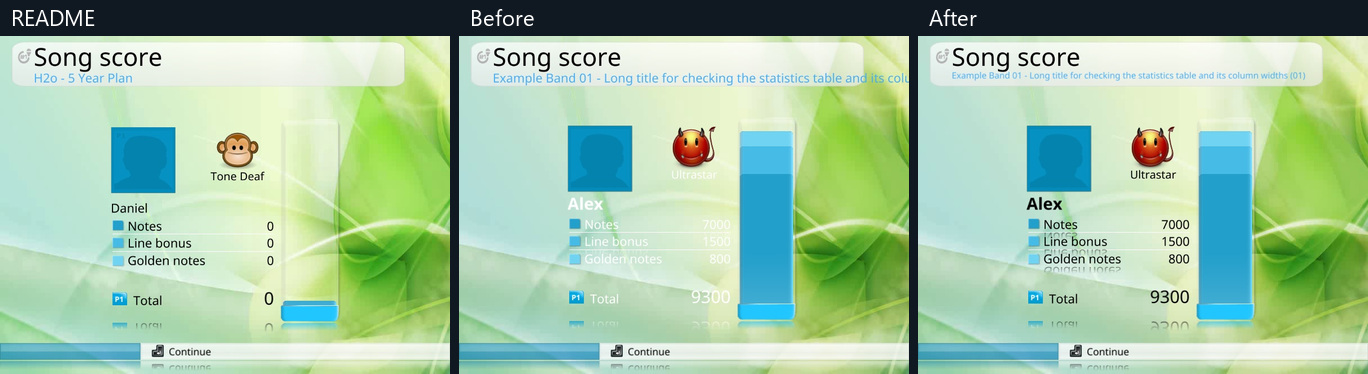 README
Song score
H2o - 5 Year Plan
Tone Deaf
Daniel
Notes 0
Line bonus 0
Golden notes 0
P1 Total 0
Continue
Before
Song score
Example Band 01 - Long title for checking the statistics table and its colu
Ultrastar
Alex
Notes 7000
Line bonus 1500
Golden notes 800
P1 Total 9300
Continue
After
Song score
Example Band 01 - Long title for checking the statistics table and its column widths (01)
Ultrastar
Alex
Notes 7000
Line bonus 1500
Golden notes 800
P1 Total 9300
Continue